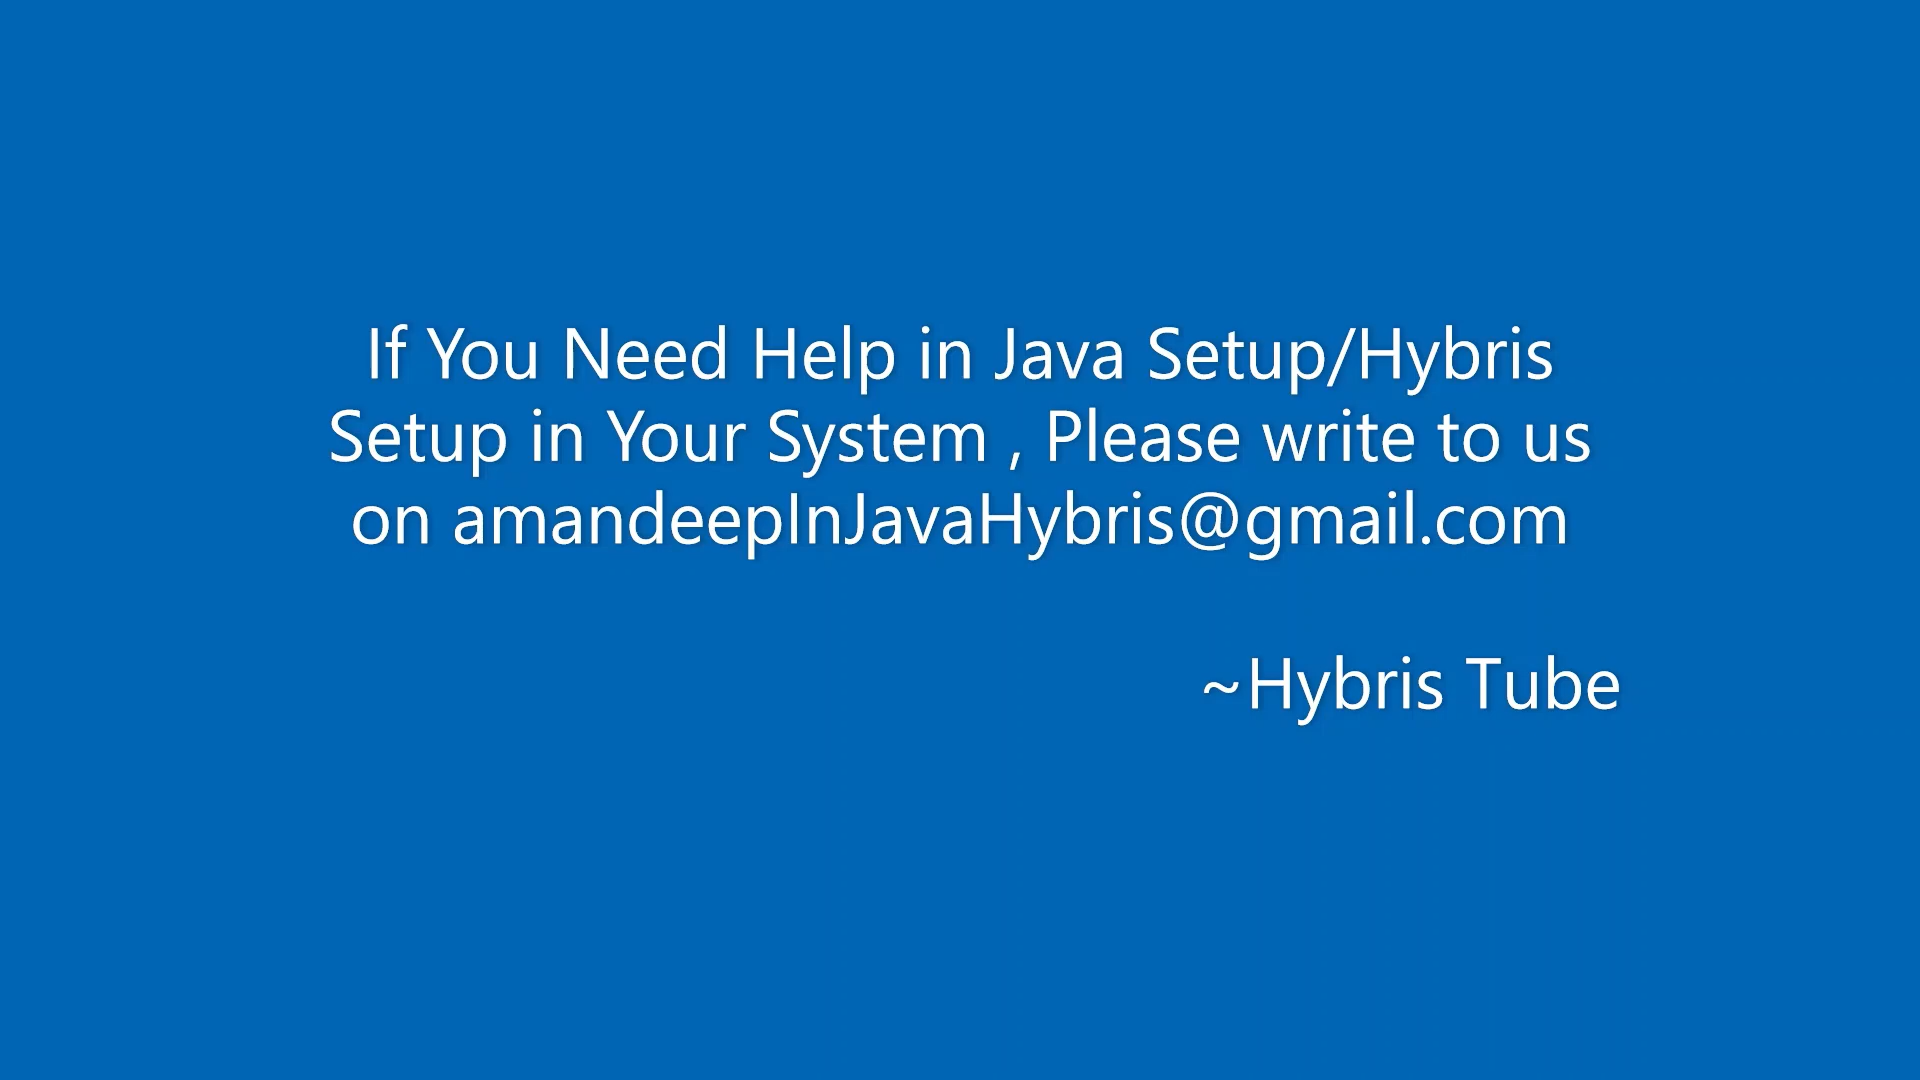 If You Need Help in Java Setup/Hybris
Setup in Your System , Please write to us
on amandeepInJavaHybris@gmail.com
~Hybris Tube